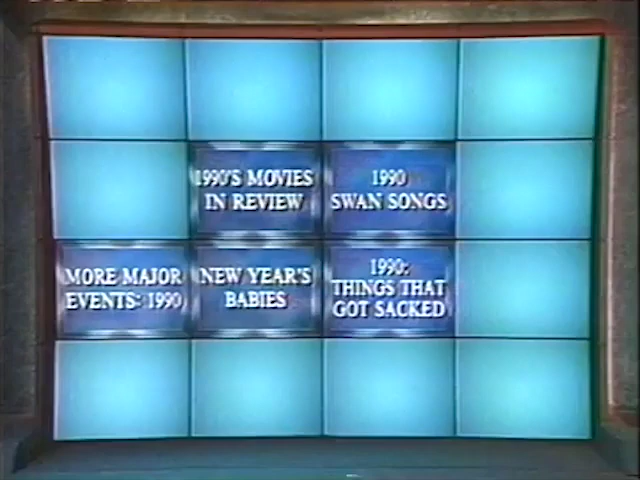 1990'S MOVIES
IN REVIEW
1990
SWAN SONGS
MORE MAJOR
EVENTS: 1990
NEW YEAR'S
BABIES
1990:
THINGS THAT
GOT SACKED